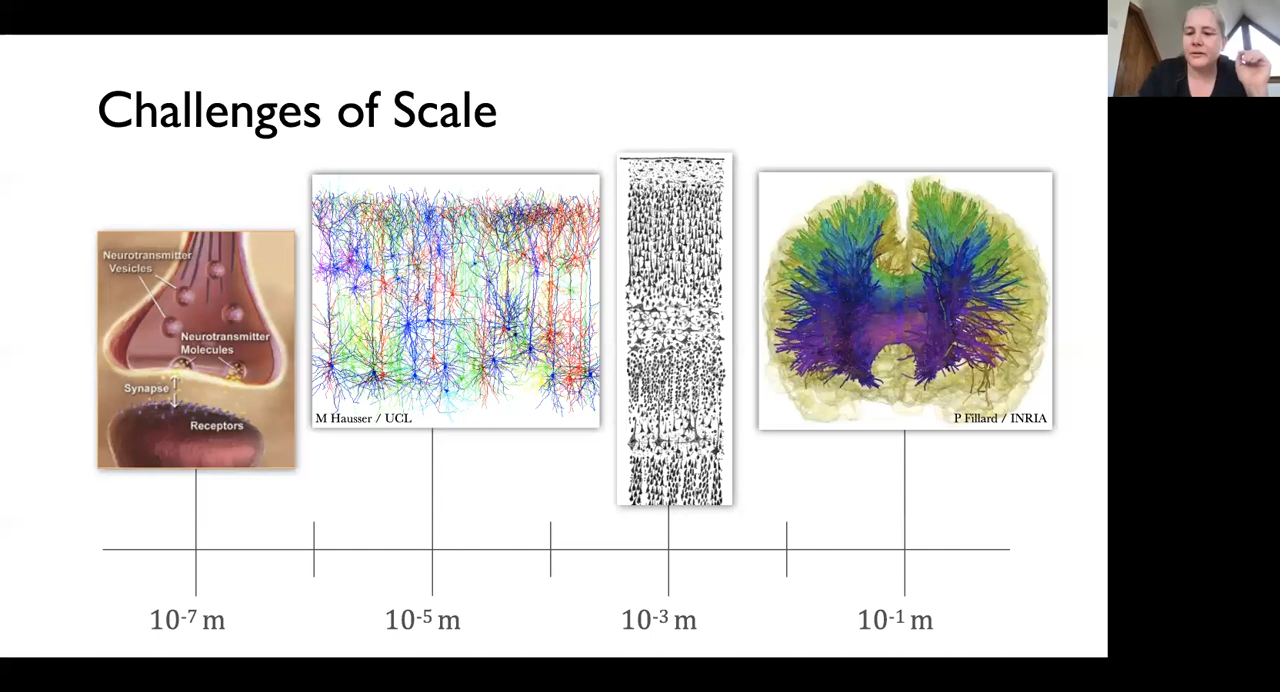 Challenges of Scale
Neurotransmitter
Vesicles
Neurotransmitter
Molecules
Synapse
Receptors
M Hausser / UCL
P Fillard / INRIA
10⁻⁷ m
10⁻⁵ m
10⁻³ m
10⁻¹ m